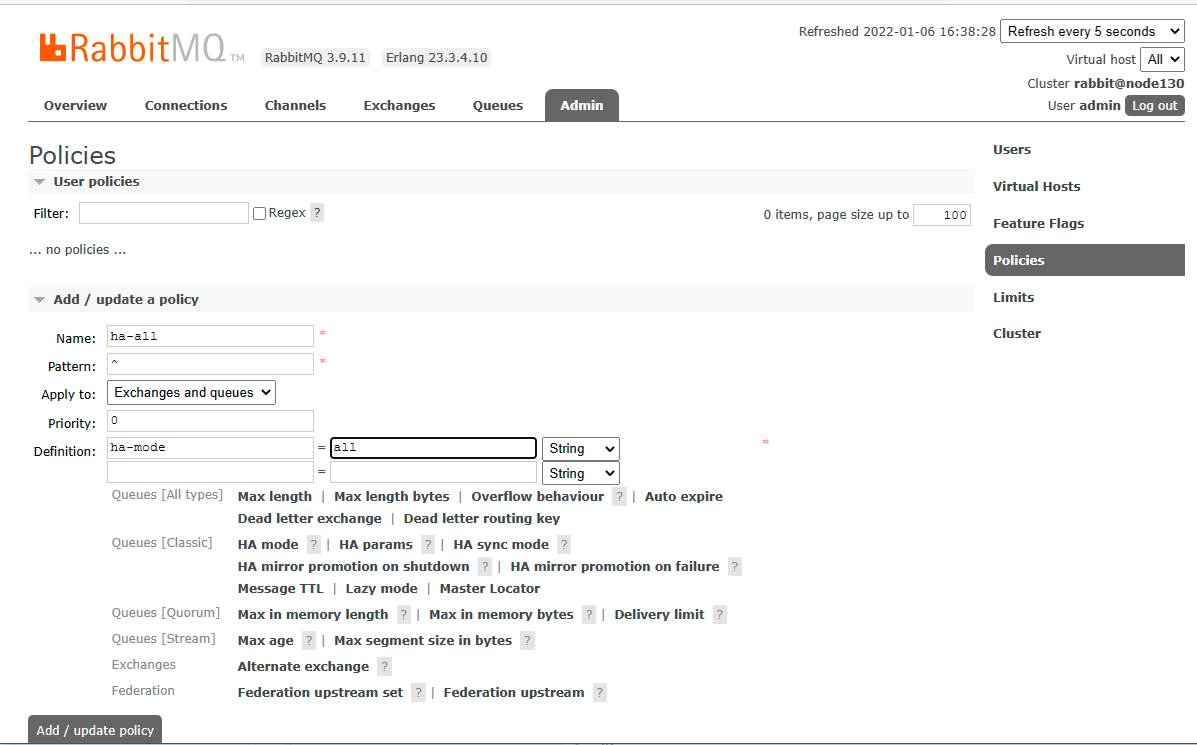 Refreshed 2022-01-06 16:38:28 Refresh every 5 seconds
RabbitMQ TM RabbitMQ 3.9.11 Erlang 23.3.4.10
Virtual host All
Cluster rabbit@node130
User admin Log out
Overview Connections Channels Exchanges Queues Admin
Policies
User policies
Filter: Regex ? 0 items, page size up to 100
... no policies ...
Add / update a policy
Name: ha-all *
Pattern: ^ *
Apply to: Exchanges and queues
Priority: 0
Definition: ha-mode = all String *
= String
Queues [All types] Max length | Max length bytes | Overflow behaviour ? | Auto expire
Dead letter exchange | Dead letter routing key
Queues [Classic] HA mode ? | HA params ? | HA sync mode ?
HA mirror promotion on shutdown ? | HA mirror promotion on failure ?
Message TTL | Lazy mode | Master Locator
Queues [Quorum] Max in memory length ? | Max in memory bytes ? | Delivery limit ?
Queues [Stream] Max age ? | Max segment size in bytes ?
Exchanges Alternate exchange ?
Federation Federation upstream set ? | Federation upstream ?
Add / update policy
Users
Virtual Hosts
Feature Flags
Policies
Limits
Cluster